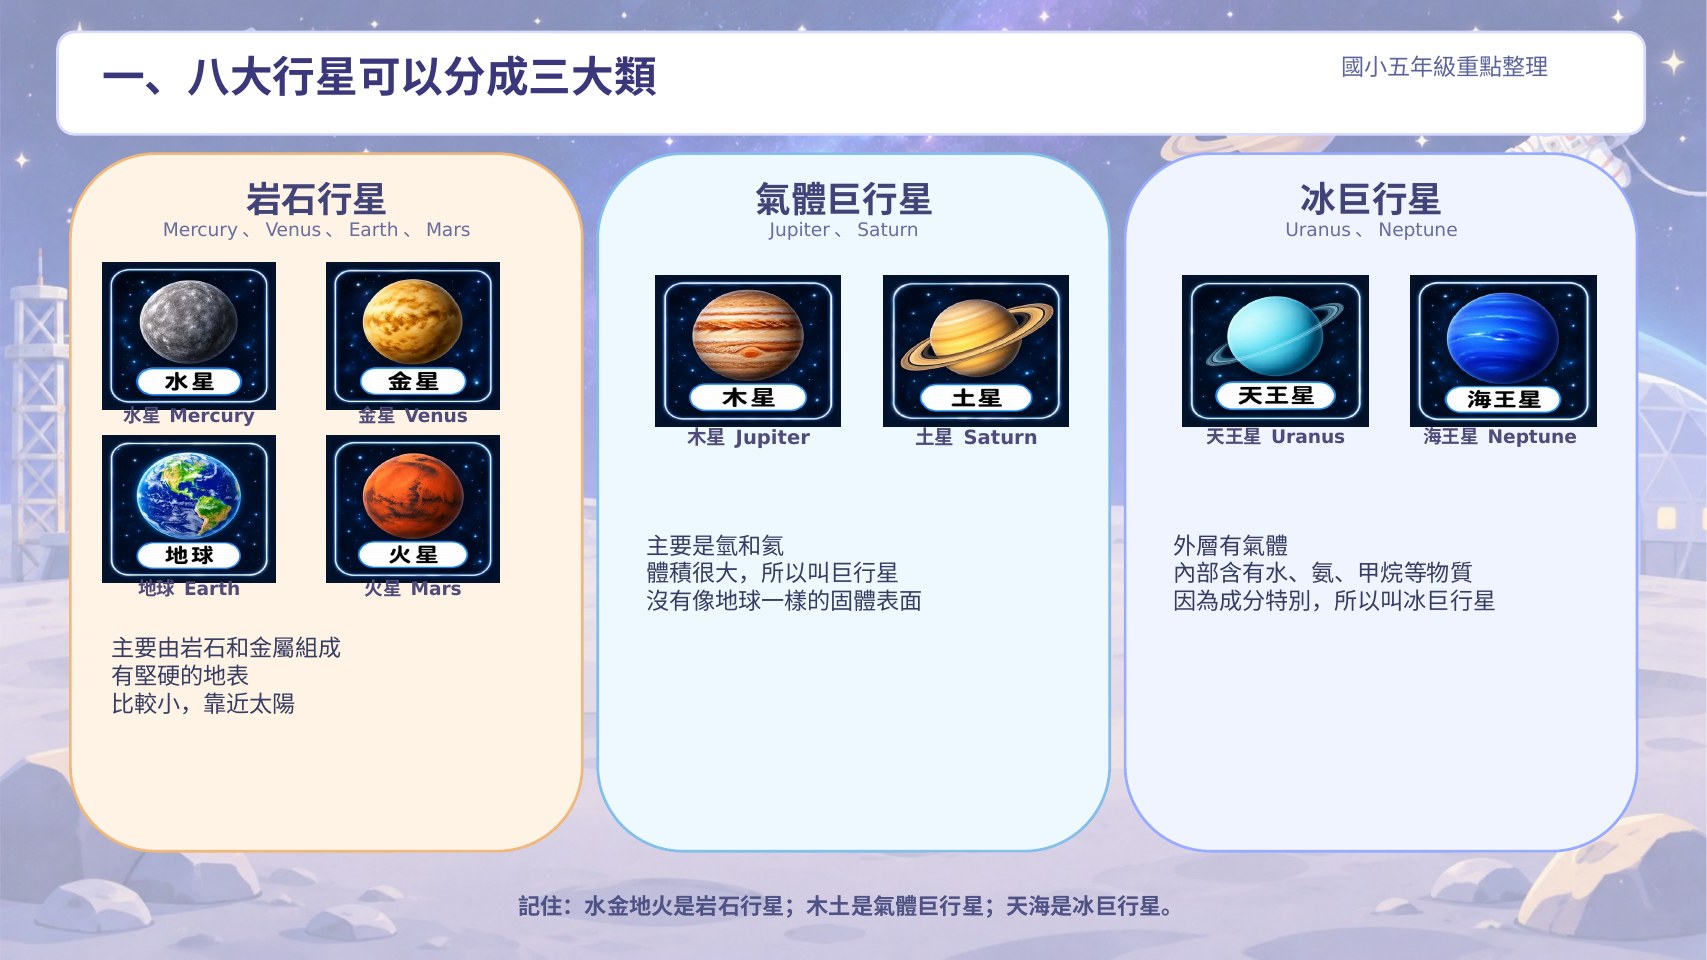 一、八大行星可以分成三大類
國小五年級重點整理
岩石行星
Mercury、Venus、Earth、Mars
水星
金星
水星 Mercury
金星 Venus
地球
火星
地球 Earth
火星 Mars
主要由岩石和金屬組成
有堅硬的地表
比較小，靠近太陽
氣體巨行星
Jupiter、Saturn
木星
土星
木星 Jupiter
土星 Saturn
主要是氫和氦
體積很大，所以叫巨行星
沒有像地球一樣的固體表面
冰巨行星
Uranus、Neptune
天王星
海王星
天王星 Uranus
海王星 Neptune
外層有氣體
內部含有水、氨、甲烷等物質
因為成分特別，所以叫冰巨行星
記住：水金地火是岩石行星；木土是氣體巨行星；天海是冰巨行星。